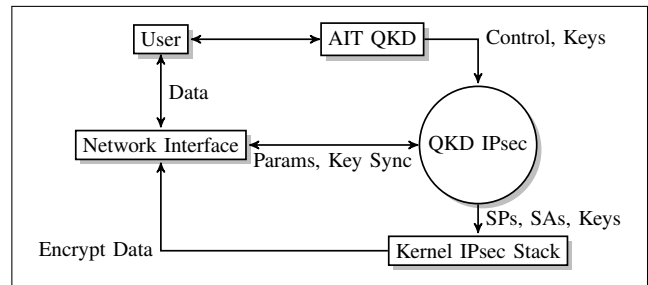 User
AIT QKD
Control, Keys
Data
Network Interface
QKD IPsec
Params, Key Sync
SPs, SAs, Keys
Encrypt Data
Kernel IPsec Stack